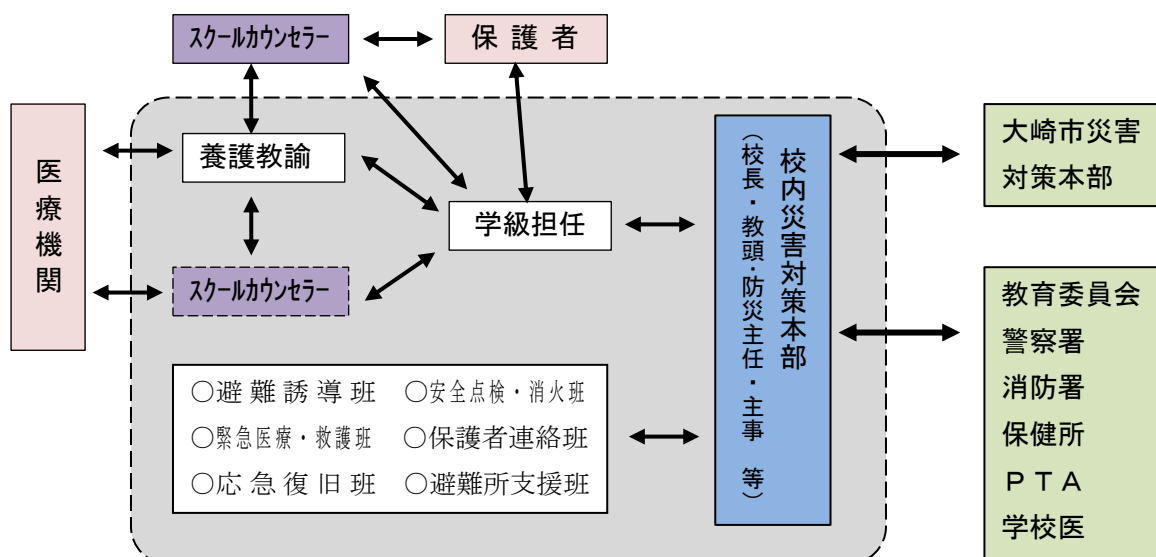 スクールカウンセラー
保護者
医療機関
養護教諭
学級担任
スクールカウンセラー
校内災害対策本部
(校長・教頭・防災主任・主事　等)
○避難誘導班　○安全点検・消火班
○緊急医療・救護班　○保護者連絡班
○応急復旧班　○避難所支援班
大崎市災害
対策本部
教育委員会
警察署
消防署
保健所
ＰＴＡ
学校医